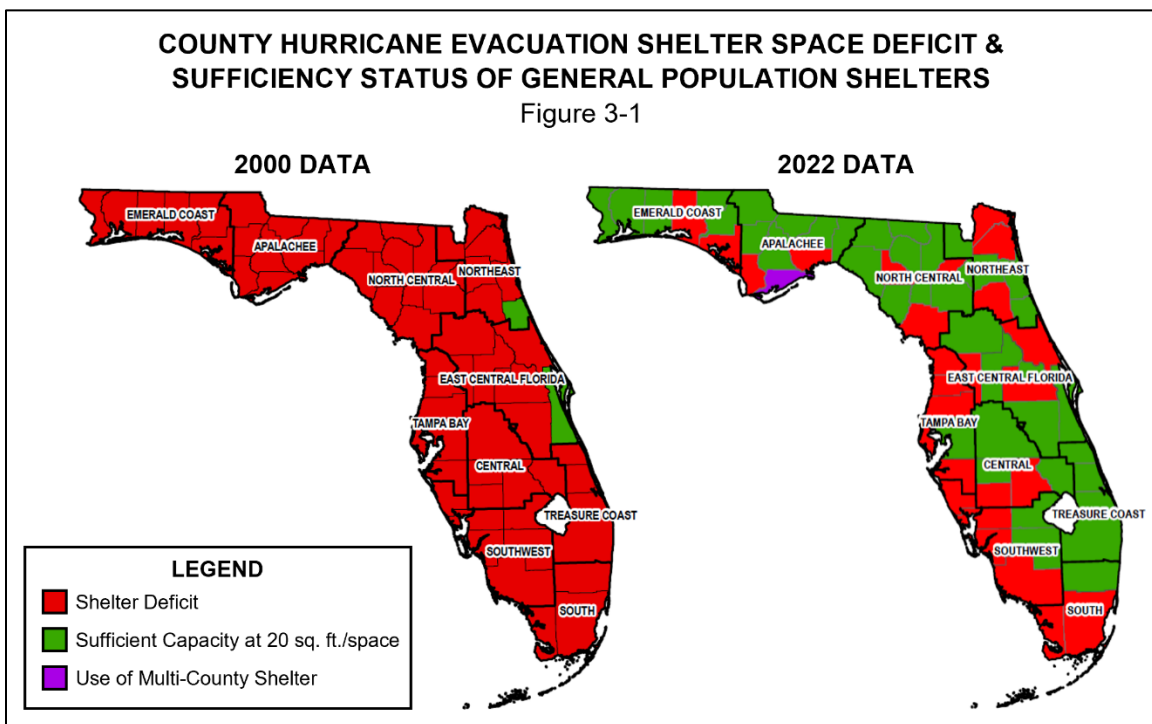 COUNTY HURRICANE EVACUATION SHELTER SPACE DEFICIT &
SUFFICIENCY STATUS OF GENERAL POPULATION SHELTERS
Figure 3-1
2000 DATA
EMERALD COAST
APALACHEE
NORTH CENTRAL
NORTHEAST
EAST CENTRAL FLORIDA
TAMPA BAY
CENTRAL
TREASURE COAST
SOUTHWEST
SOUTH
2022 DATA
EMERALD COAST
APALACHEE
NORTH CENTRAL
NORTHEAST
EAST CENTRAL FLORIDA
TAMPA BAY
CENTRAL
TREASURE COAST
SOUTHWEST
SOUTH
LEGEND
Shelter Deficit
Sufficient Capacity at 20 sq. ft./space
Use of Multi-County Shelter